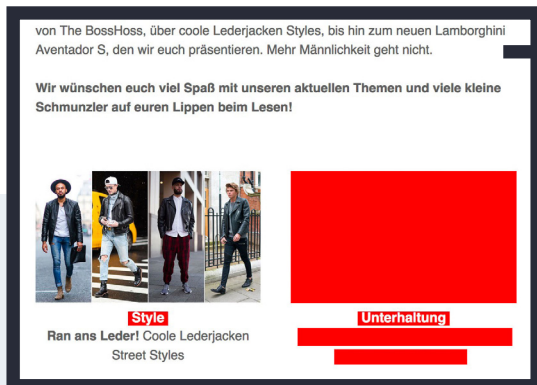 von The BossHoss, über coole Lederjacken Styles, bis hin zum neuen Lamborghini
Aventador S, den wir euch präsentieren. Mehr Männlichkeit geht nicht.
Wir wünschen euch viel Spaß mit unseren aktuellen Themen und viele kleine
Schmunzler auf euren Lippen beim Lesen!
Style
Ran ans Leder! Coole Lederjacken
Street Styles
Unterhaltung